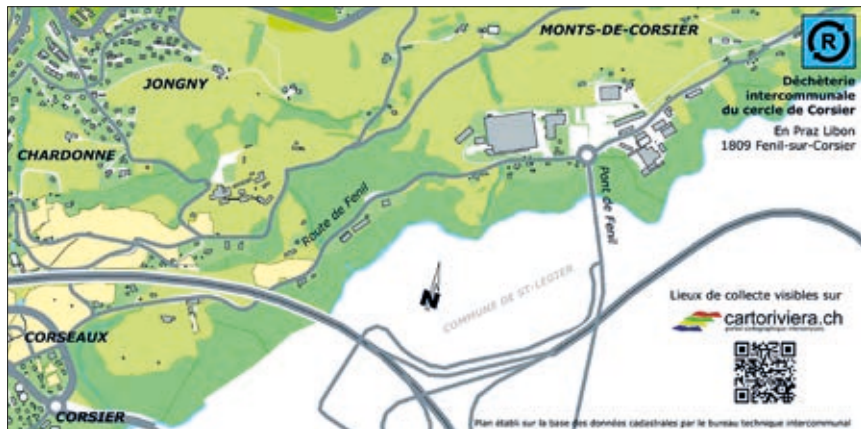 MONTS-DE-CORSIER
R
JONGNY
Déchèterie
intercommunale
du cercle de Corsier
En Praz Libon
1809 Fenil-sur-Corsier
CHARDONNE
Route de Fenil
Pont de Fenil
N
COMMUNE DE ST-LEGIER
Lieux de collecte visibles sur
cartoriviera.ch
CORSEAUX
CORSIER
Plan établi sur la base des données cadastrales par le bureau technique intercommunal